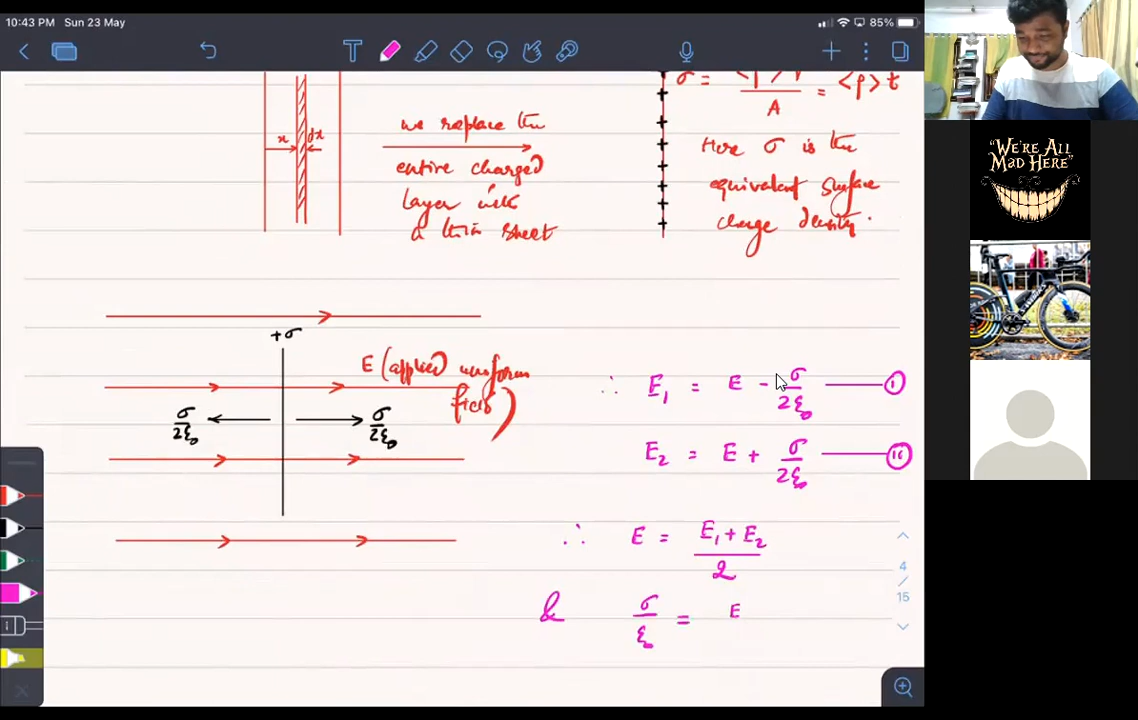 10:43 PM Sun 23 May
85%
"WE'RE ALL
MAD HERE"
σ = / A = <ρ> t
x dx
we replace the
entire charged
layer with
a thin sheet
Here σ is the
equivalent surface
charge density.
+σ
E (applied uniform
field)
σ/2ε₀
σ/2ε₀
∴ E₁ = E - σ/2ε₀ — (i)
E₂ = E + σ/2ε₀ — (ii)
∴ E = E₁ + E₂ / 2
& σ/ε₀ = E
4
/
15